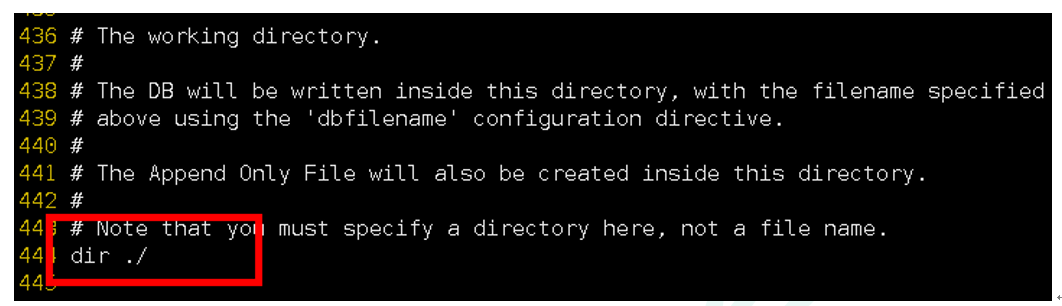 436 # The working directory.
437 #
438 # The DB will be written inside this directory, with the filename specified
439 # above using the 'dbfilename' configuration directive.
440 #
441 # The Append Only File will also be created inside this directory.
442 #
443 # Note that you must specify a directory here, not a file name.
444 dir ./
445